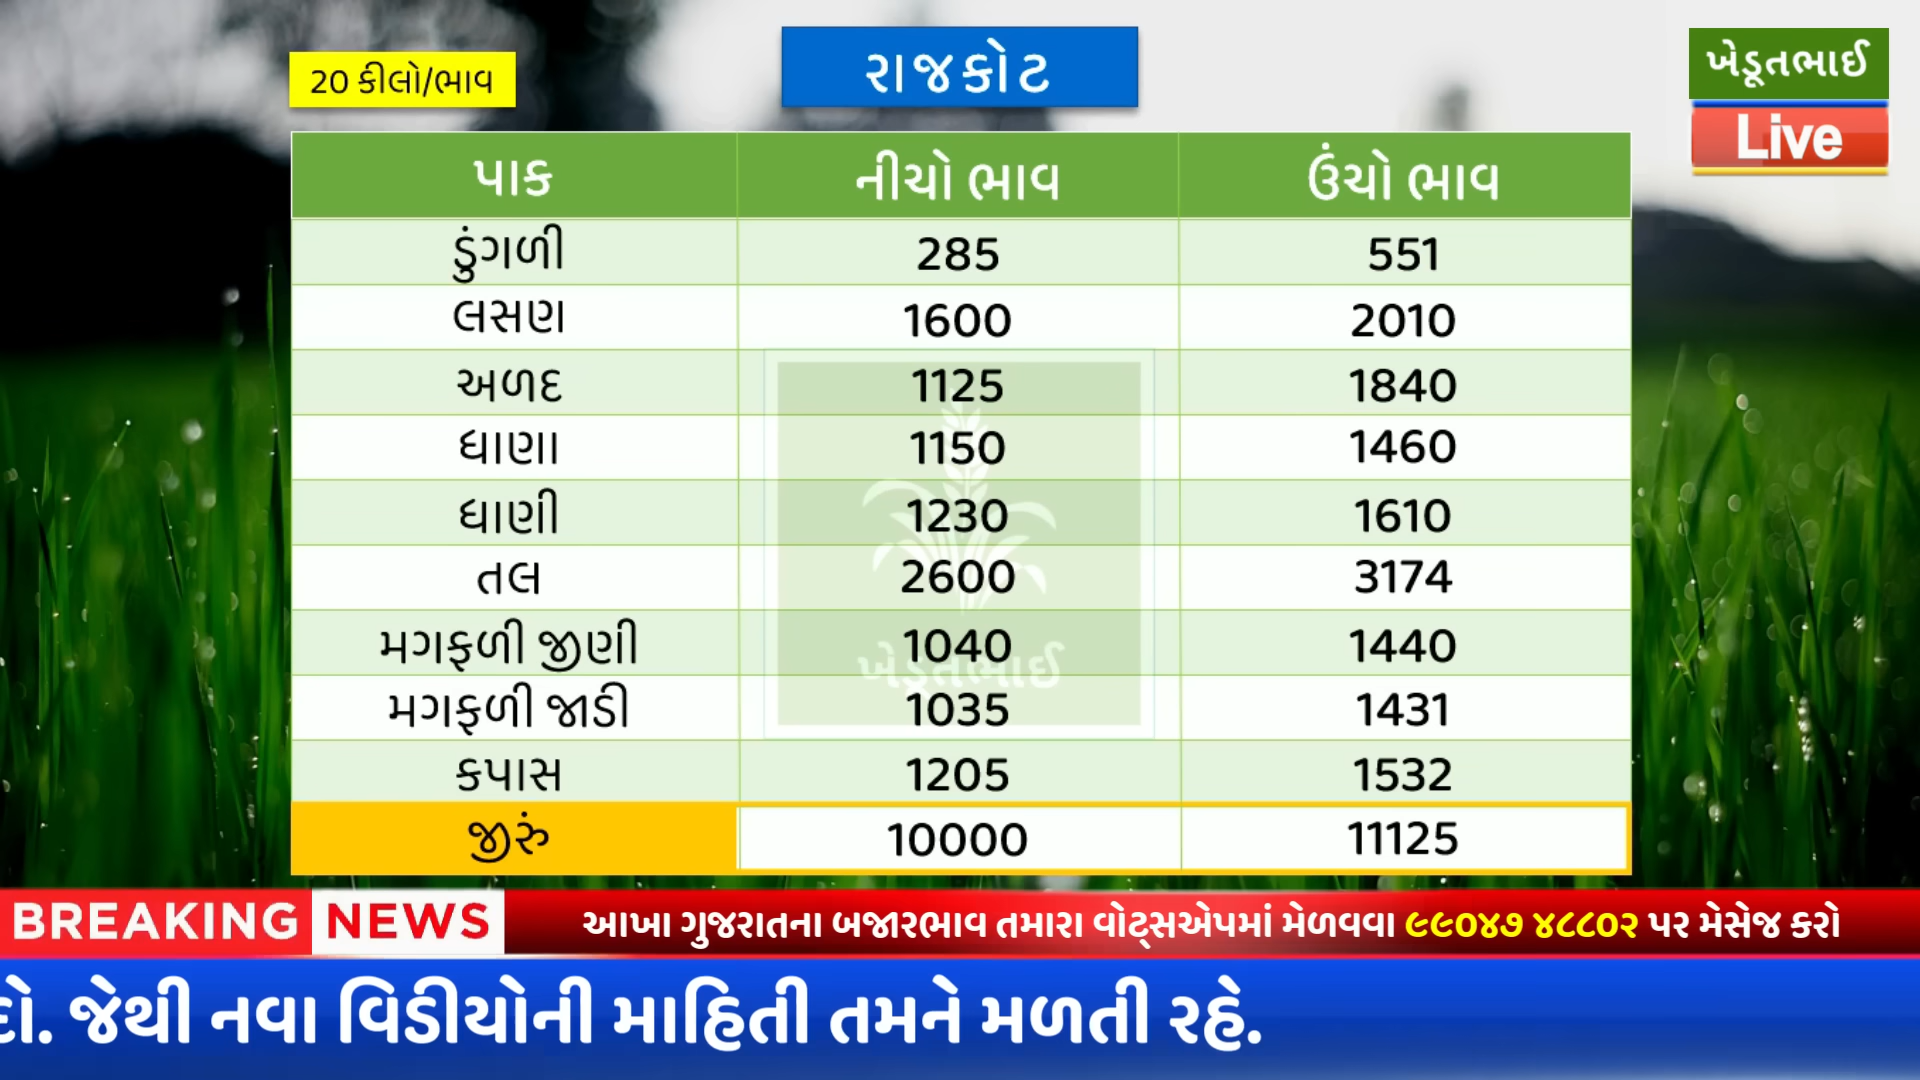 20 કીલો/ભાવ
રાજકોટ
ખેડૂતભાઈ
Live
પાક નીચો ભાવ ઉંચો ભાવ
ડુંગળી 285 551
લસણ 1600 2010
અળદ 1125 1840
ધાણા 1150 1460
ધાણી 1230 1610
તલ 2600 3174
મગફળી જીણી 1040 1440
ખેડૂતભાઈ
મગફળી જાડી 1035 1431
કપાસ 1205 1532
જીરું 10000 11125
BREAKING NEWS આખા ગુજરાતના બજારભાવ તમારા વોટ્સએપમાં મેળવવા ૯૯૦૪૭ ૪૮૮૦૨ પર મેસેજ કરો
જેથી નવા વિડીયોની માહિતી તમને મળતી રહે.